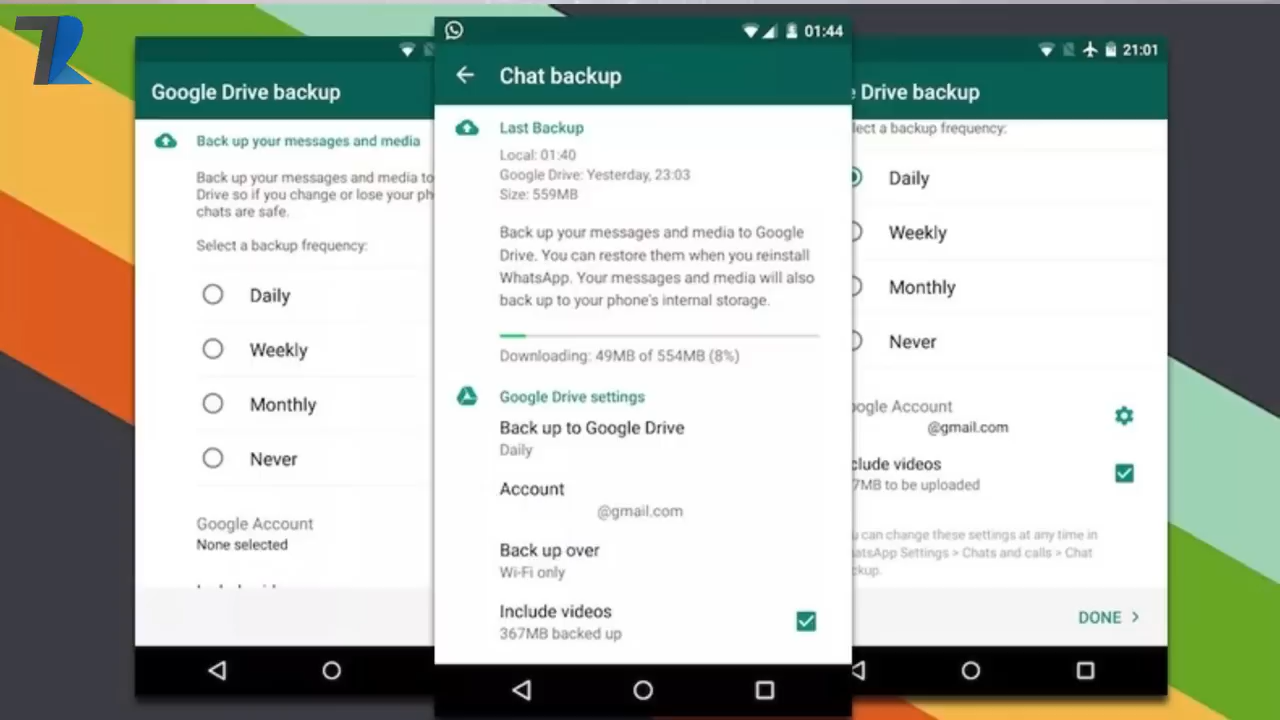 Google Drive backup
Back up your messages and media
Back up your messages and media to
Drive so if you change or lose your ph
chats are safe.
Select a backup frequency:
Daily
Weekly
Monthly
Never
Google Account
None selected
01:44
Chat backup
Last Backup
Local: 01:40
Google Drive: Yesterday, 23:03
Size: 559MB
Back up your messages and media to Google
Drive. You can restore them when you reinstall
WhatsApp. Your messages and media will also
back up to your phone's internal storage.
Downloading: 49MB of 554MB (8%)
Google Drive settings
Back up to Google Drive
Daily
Account
@gmail.com
Back up over
Wi-Fi only
Include videos
367MB backed up
21:01
e Drive backup
lect a backup frequency:
Daily
Weekly
Monthly
Never
oogle Account
@gmail.com
clude videos
7MB to be uploaded
u can change these settings at any time in
atsApp Settings > Chats and calls > Chat
ckup.
DONE